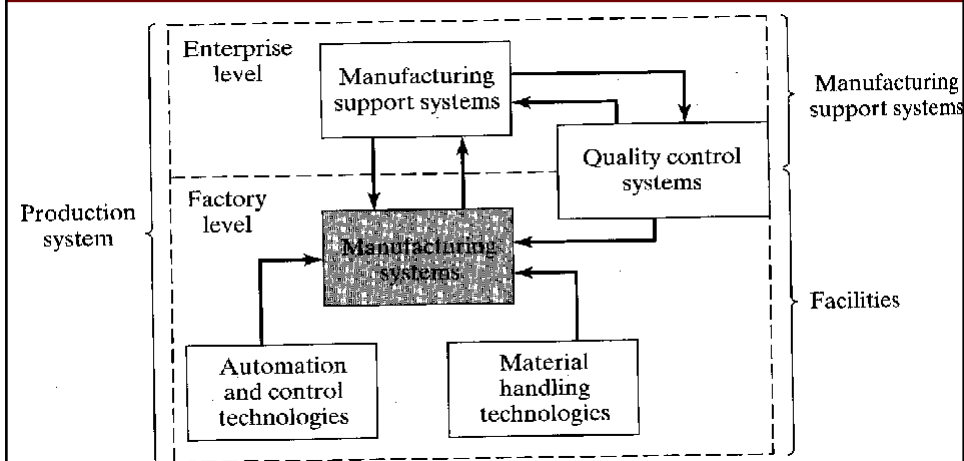 Enterprise
level
Manufacturing
support systems
Manufacturing
support systems
Quality control
systems
Production
system
Factory
level
Manufacturing
systems
Facilities
Automation
and control
technologies
Material
handling
technologies